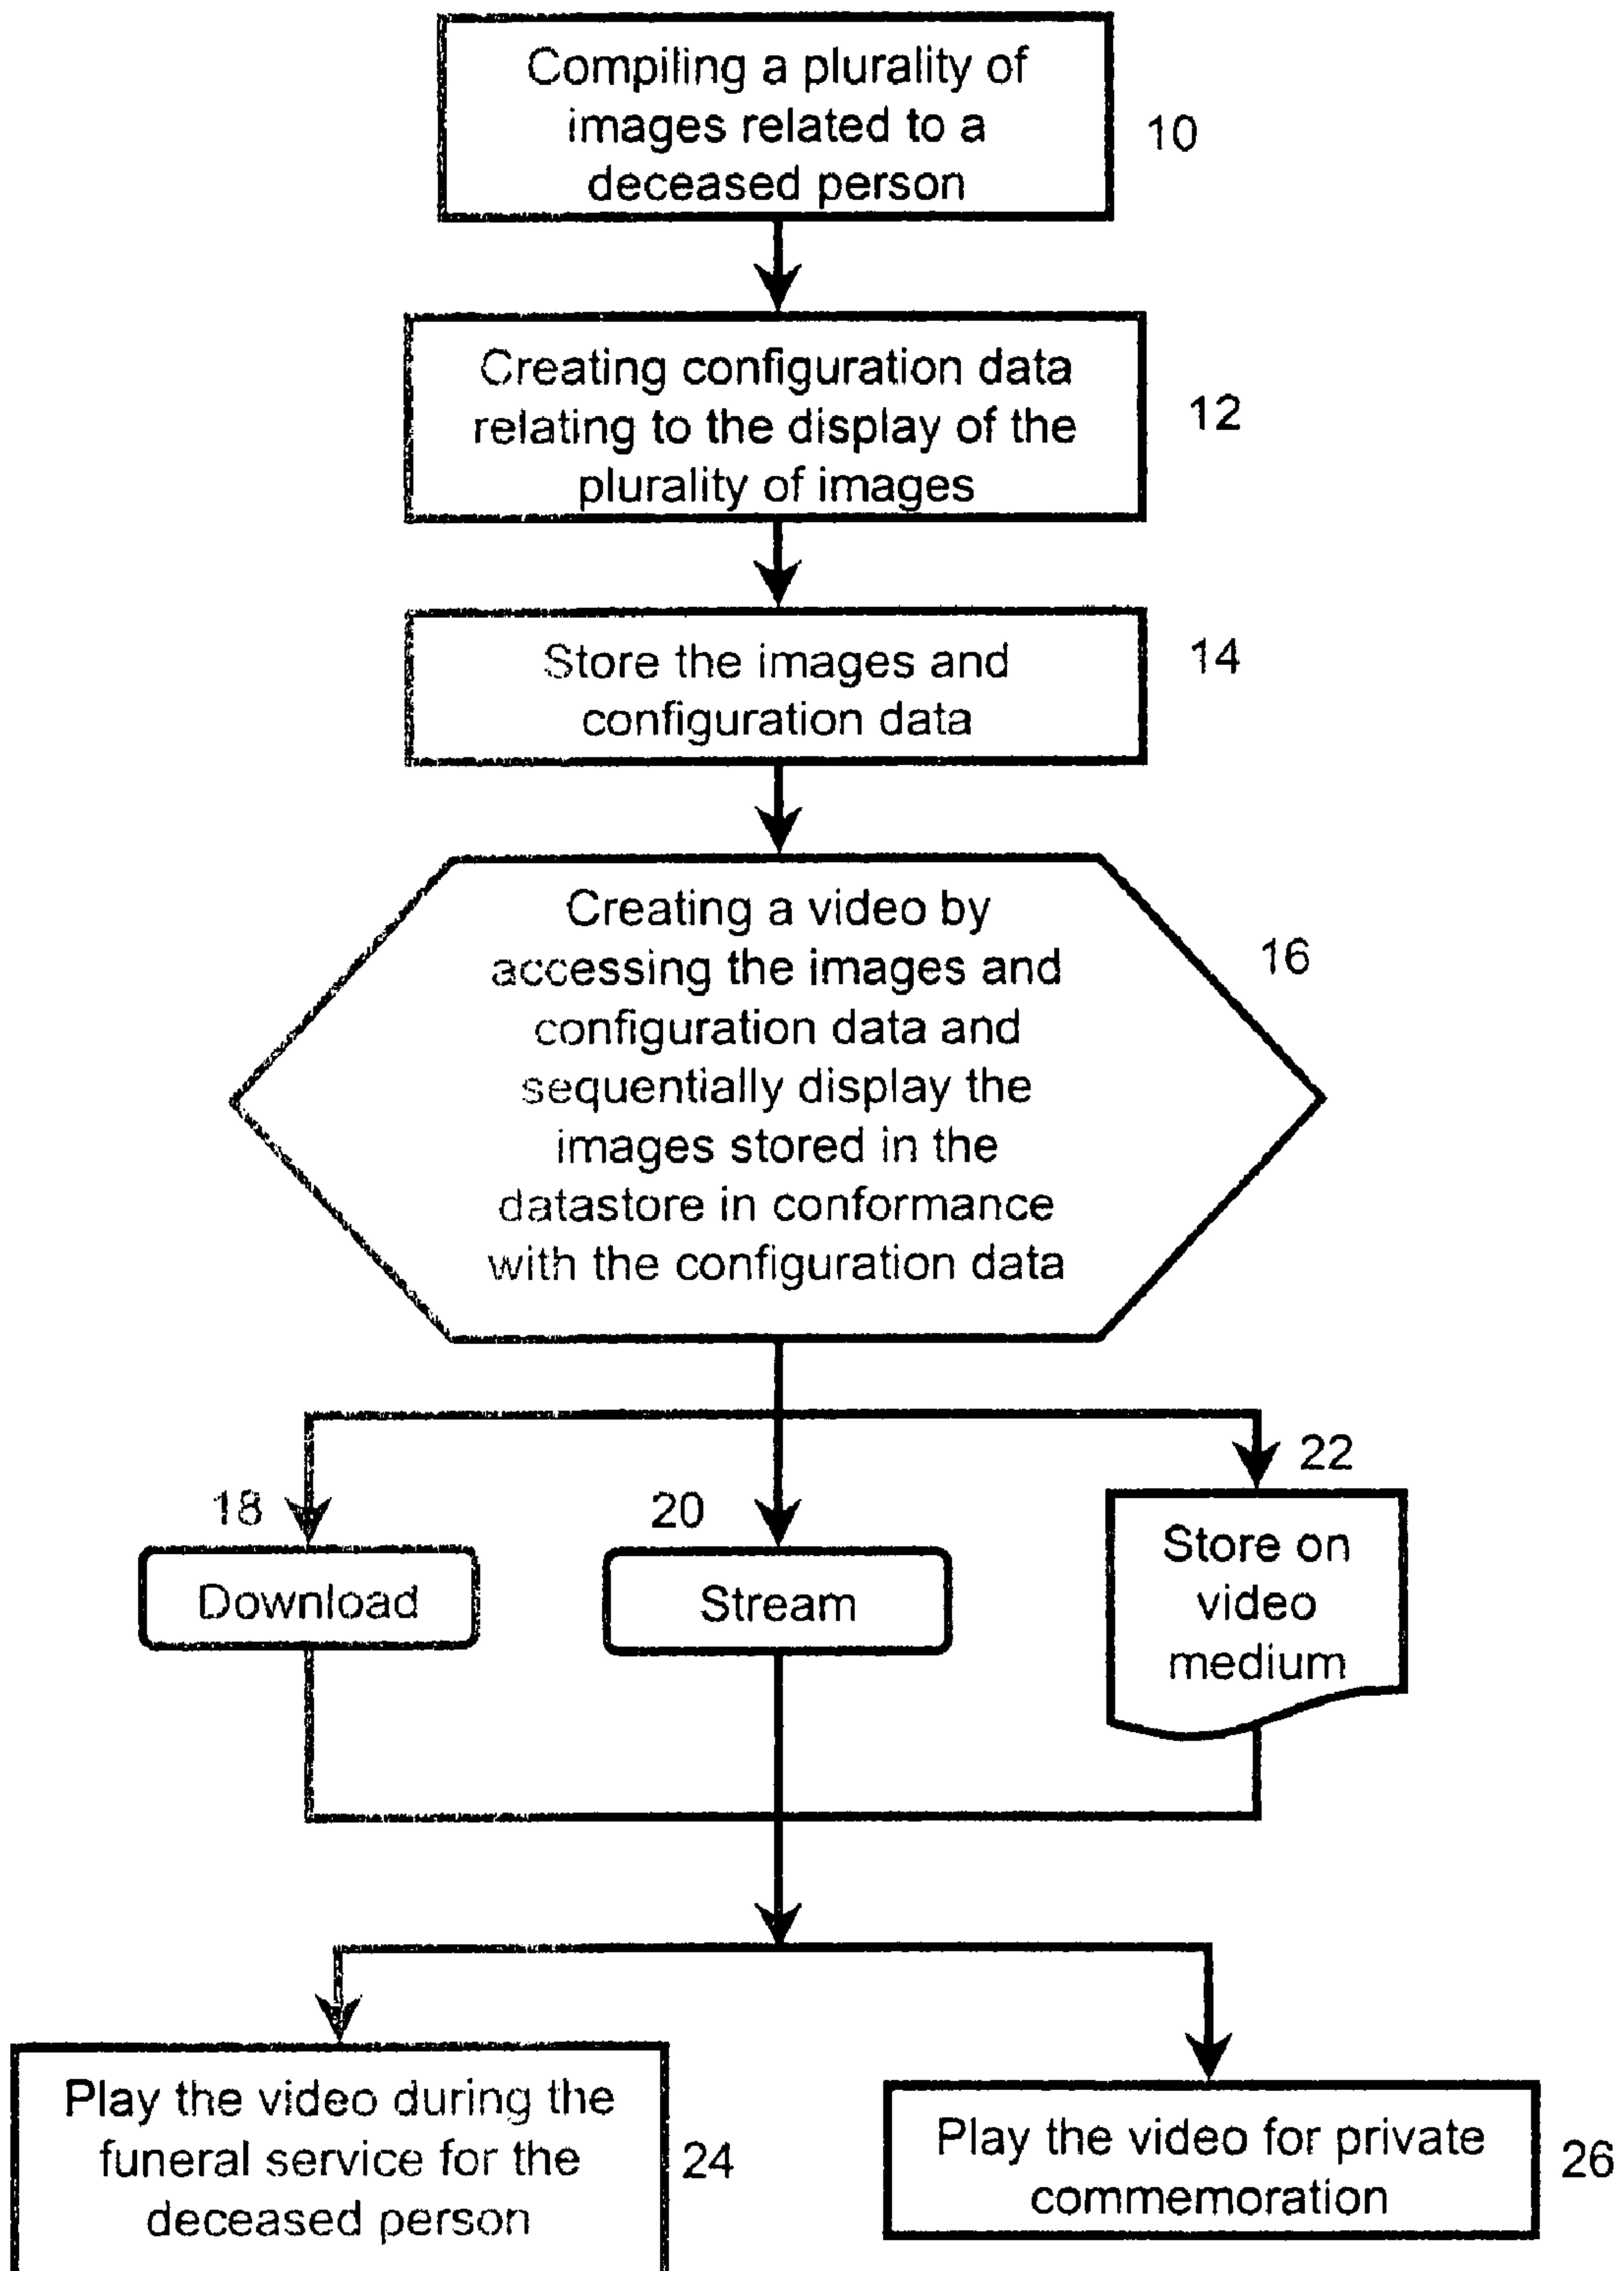 Compiling a plurality of
images related to a
deceased person
10
Creating configuration data
relating to the display of the
plurality of images
12
Store the images and
configuration data
14
Creating a video by
accessing the images and
configuration data and
sequentially display the
images stored in the
datastore in conformance
with the configuration data
16
18
Download
20
Stream
22
Store on
video
medium
Play the video during the
funeral service for the
deceased person
24
Play the video for private
commemoration
26